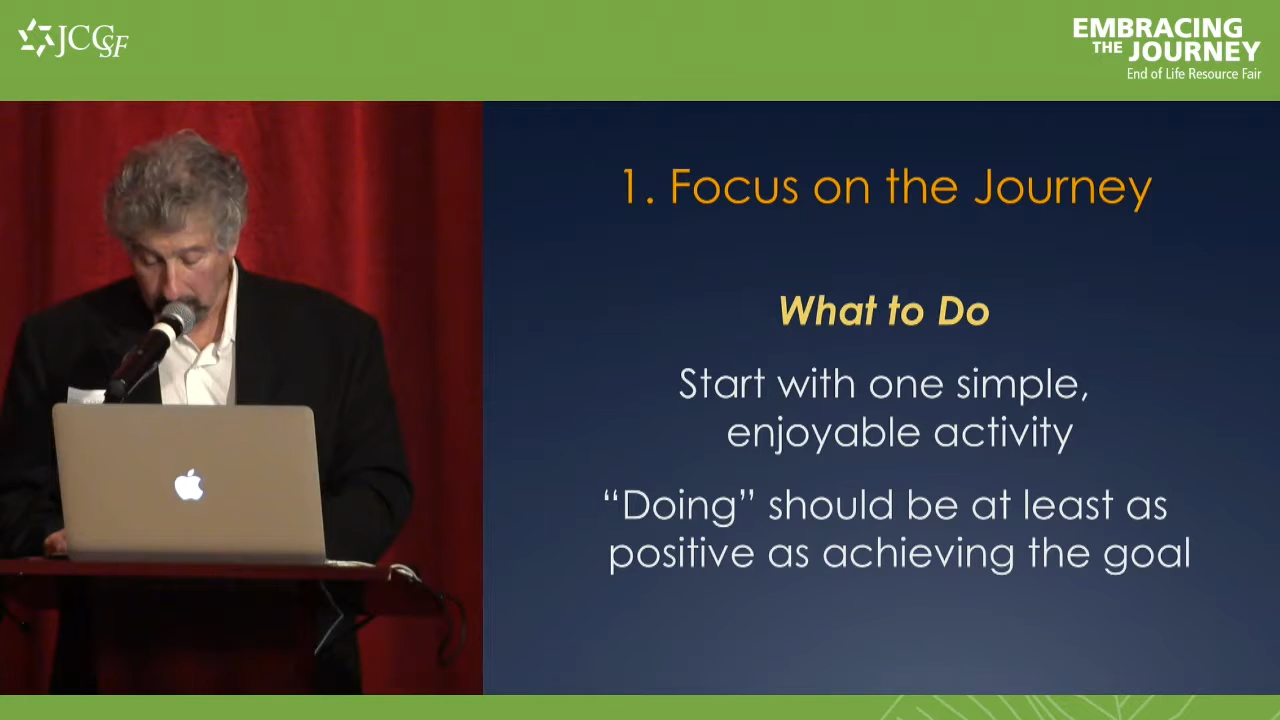 JCCSF
EMBRACING
THE JOURNEY
End of Life Resource Fair
1. Focus on the Journey
What to Do
Start with one simple,
enjoyable activity
“Doing” should be at least as
positive as achieving the goal